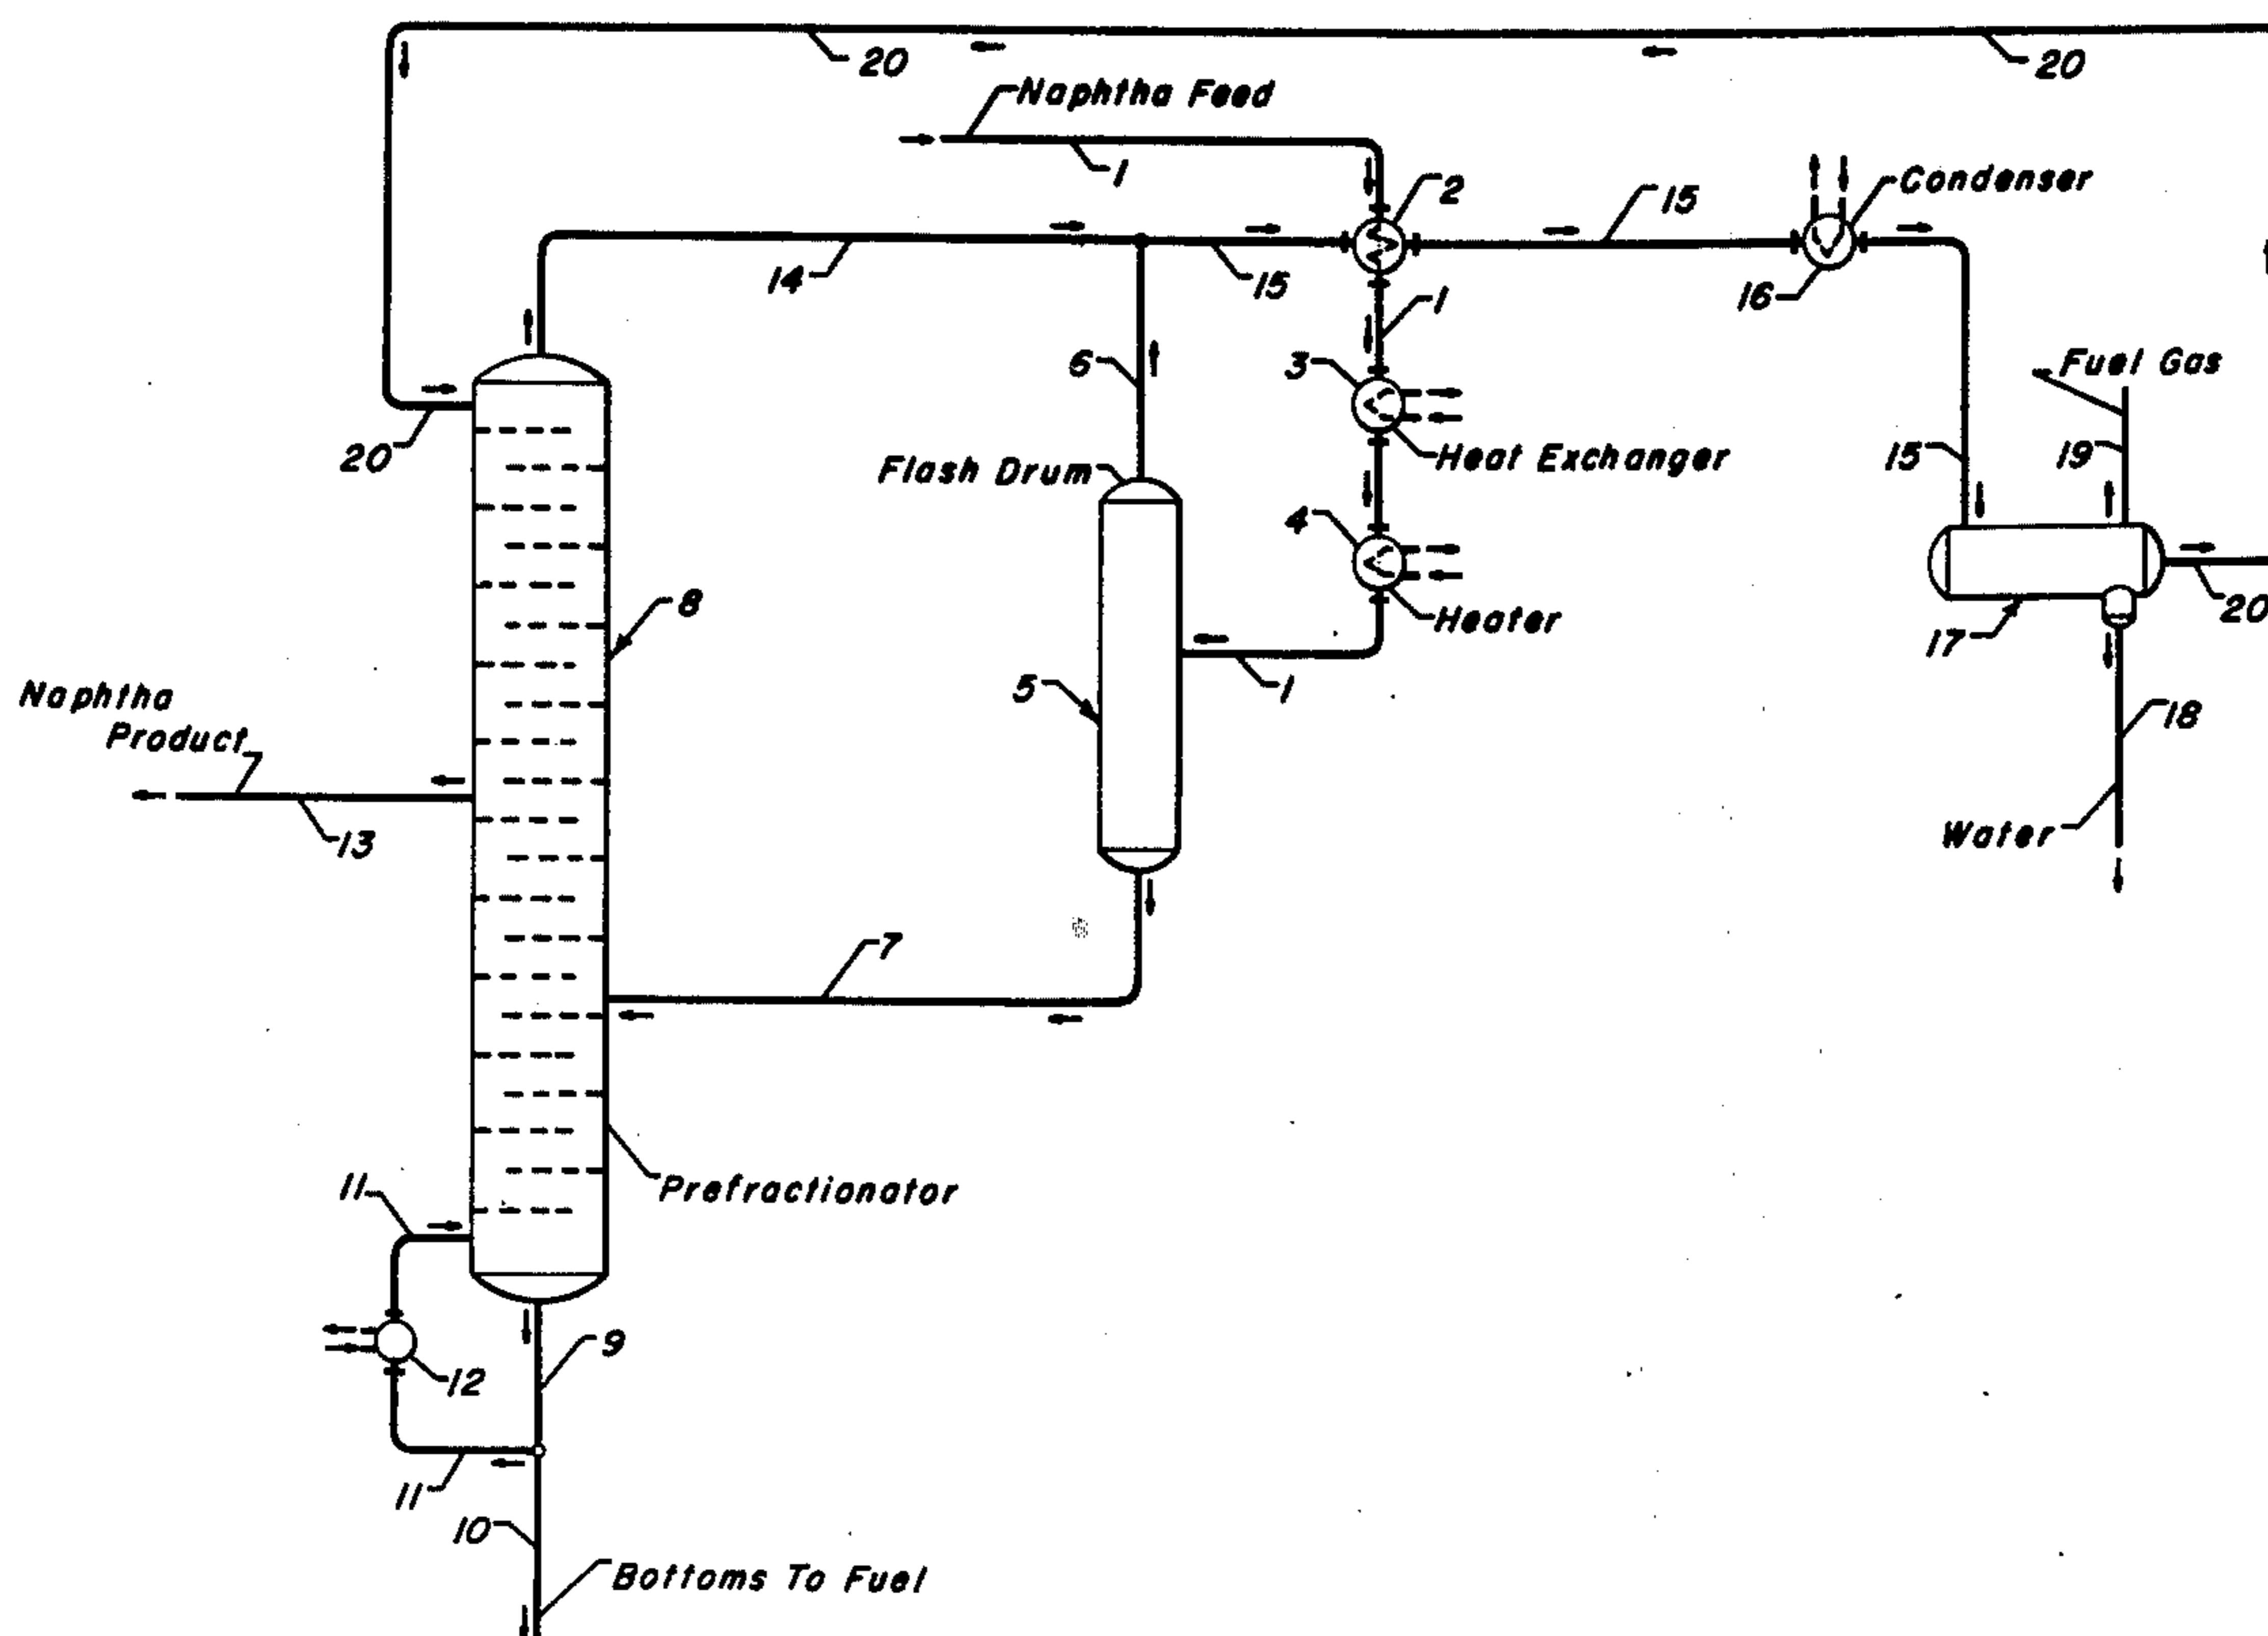 20
20
Naphtha Feed
1
2
15
Condenser
14
15
16
1
6
3
Fuel Gas
20
Flash Drum
Heat Exchanger
15
19
4
8
Heater
20
17
5
1
Naphtha
Product
18
13
Water
7
11
Prefractionator
9
12
11
10
Bottoms To Fuel